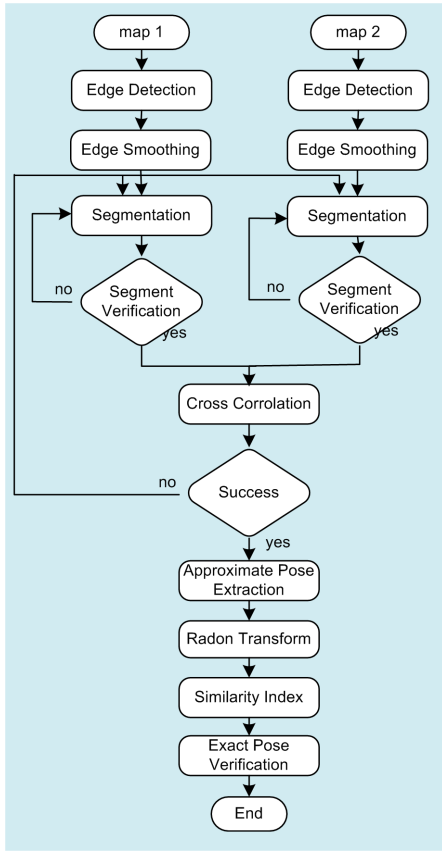 map 1
map 2
Edge Detection
Edge Detection
Edge Smoothing
Edge Smoothing
Segmentation
Segmentation
no
Segment
Verification
yes
no
Segment
Verification
yes
Cross Corrolation
no
Success
yes
Approximate Pose
Extraction
Radon Transform
Similarity Index
Exact Pose
Verification
End